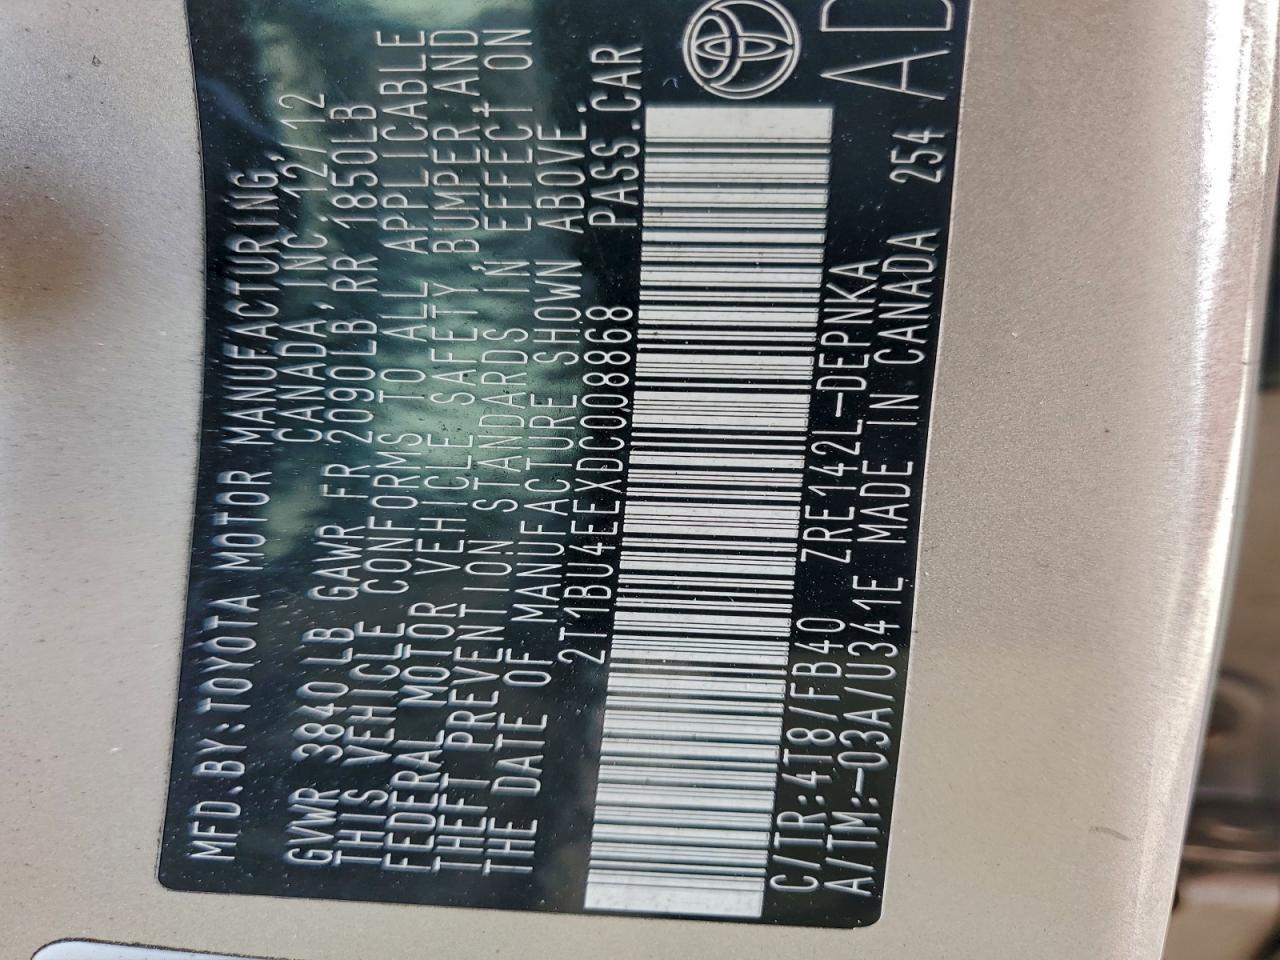 MFD.BY:TOYOTA MOTOR MANUFACTURING,
CANADA, INC 12/12
GVWR 3840 LB GAWR FR 2090LB RR 1850LB
THIS VEHICLE CONFORMS TO ALL APPLICABLE
FEDERAL MOTOR VEHICLE SAFETY, BUMPER, AND
THEFT PREVENTION STANDARDS IN EFFECT ON
THE DATE OF MANUFACTURE SHOWN ABOVE.
2T1BU4EEXDC008868 PASS.CAR
C/TR:4T8/FB40 ZRE142L-DEPNKA
A/TM:-03A/U341E MADE IN CANADA 254
AD